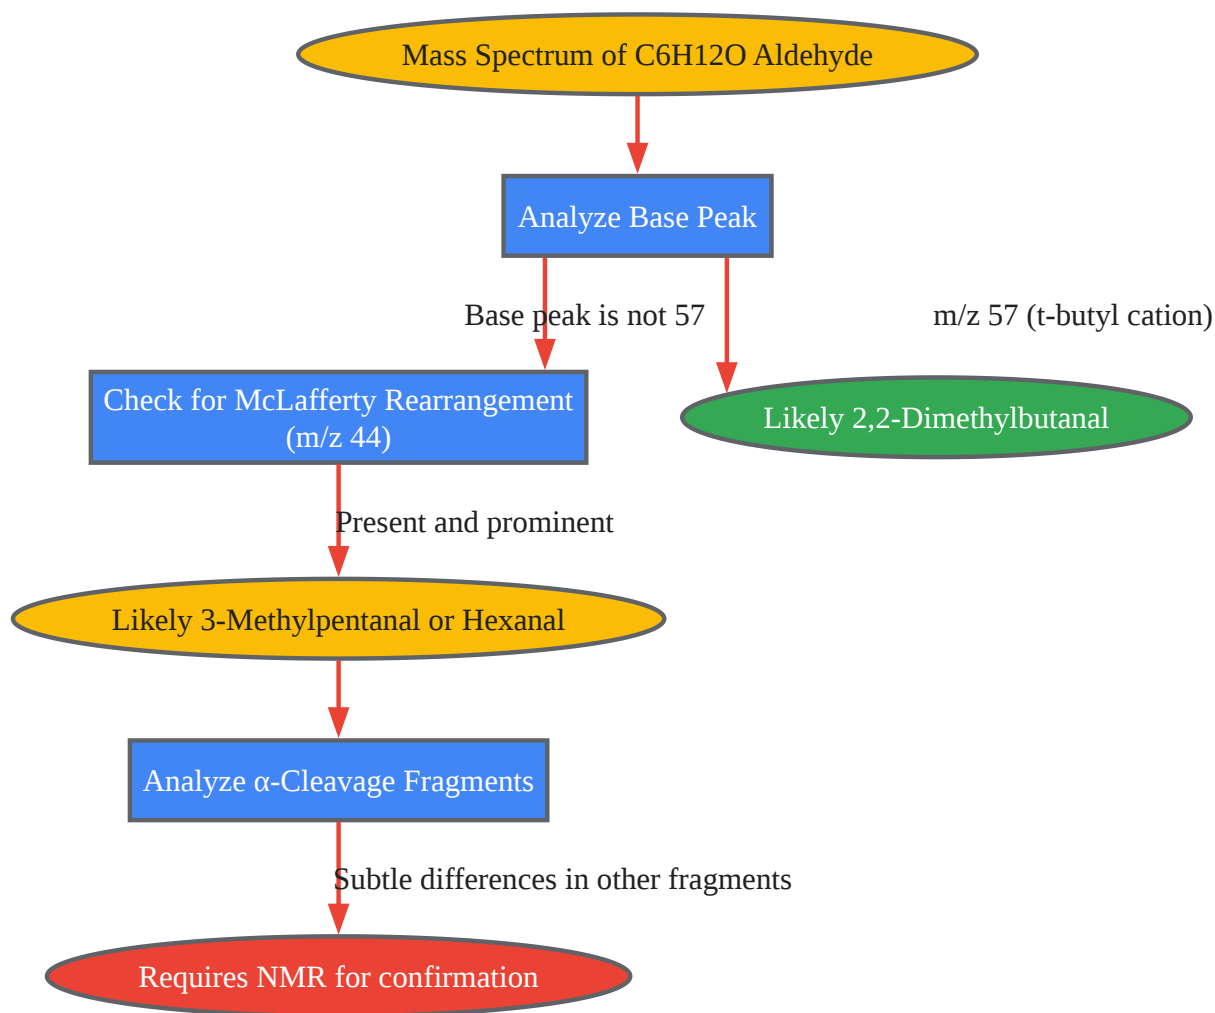 Mass Spectrum of C6H12O Aldehyde
Analyze Base Peak
Base peak is not 57
m/z 57 (t-butyl cation)
Check for McLafferty Rearrangement
(m/z 44)
Likely 2,2-Dimethylbutanal
Present and prominent
Likely 3-Methylpentanal or Hexanal
Analyze α-Cleavage Fragments
Subtle differences in other fragments
Requires NMR for confirmation